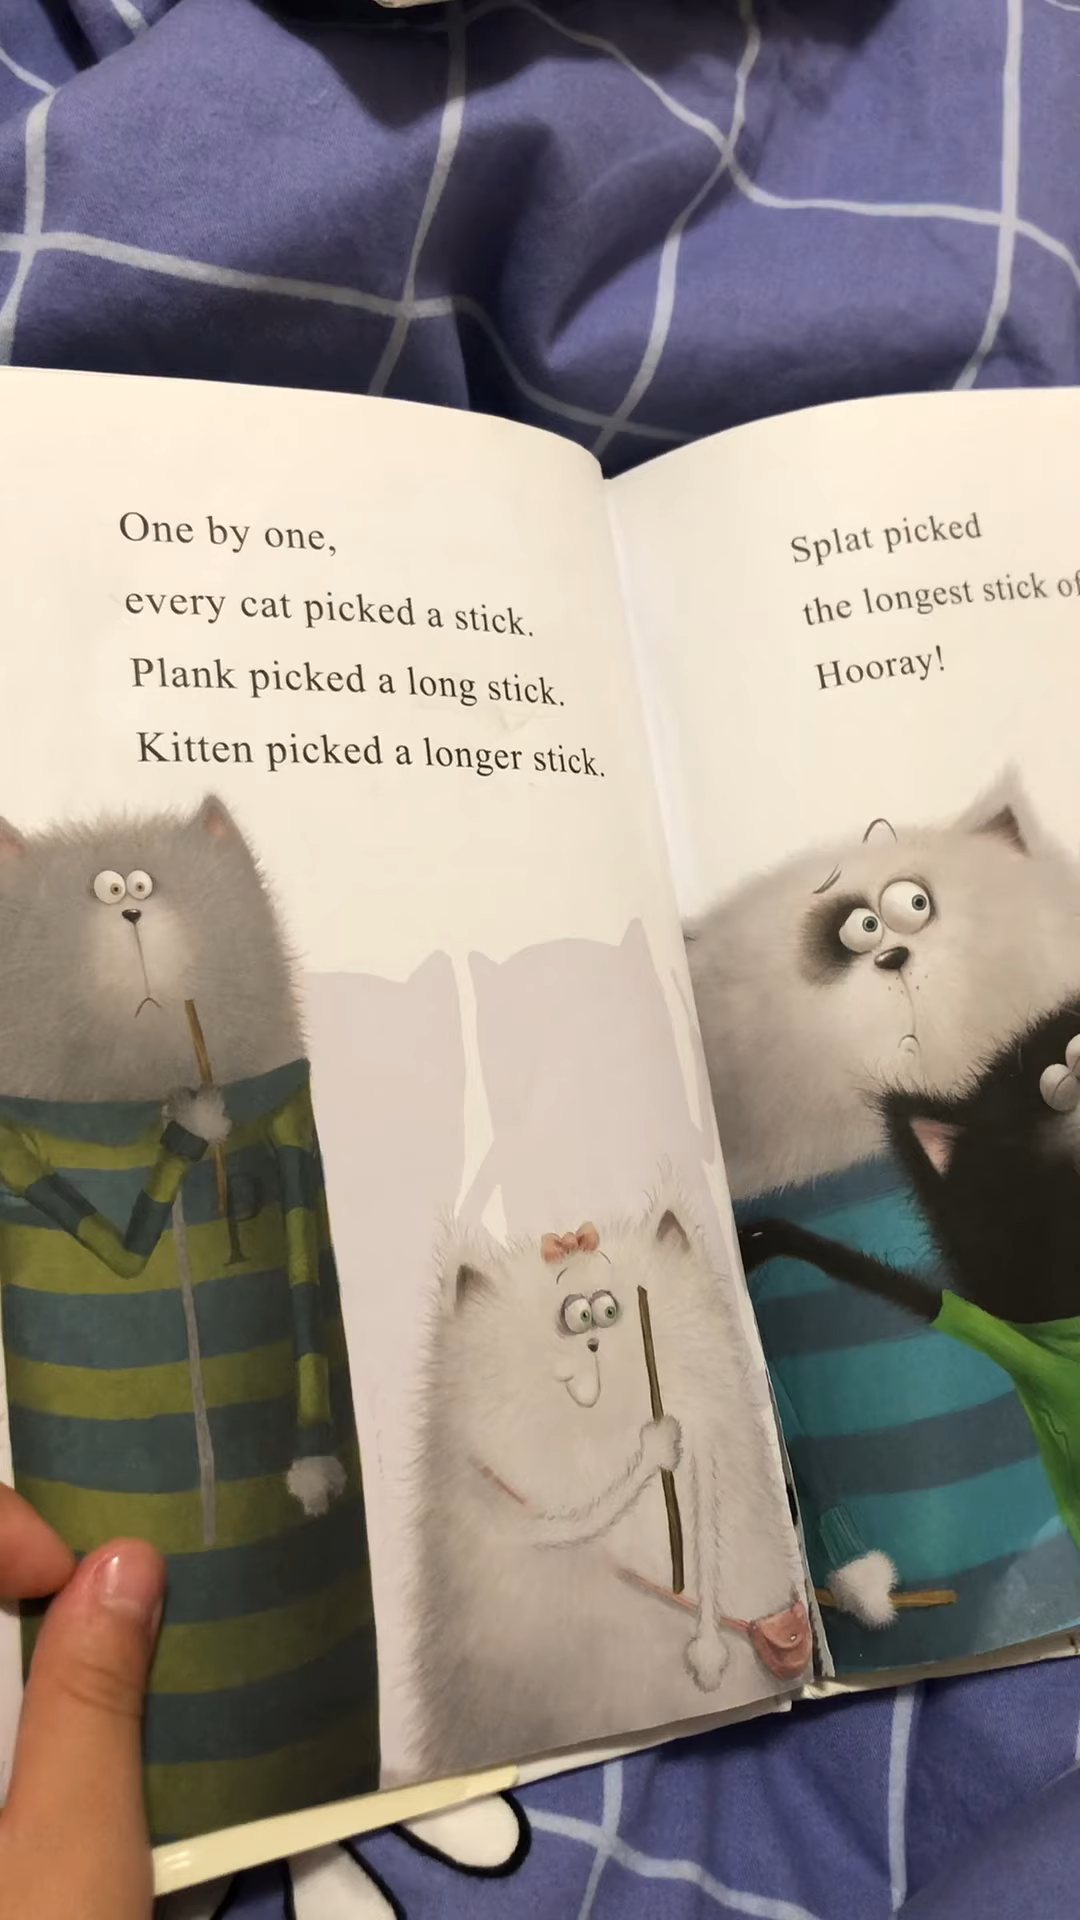 One by one,
every cat picked a stick.
Plank picked a long stick.
Kitten picked a longer stick.
P
Splat picked
the longest stick of
Hooray!